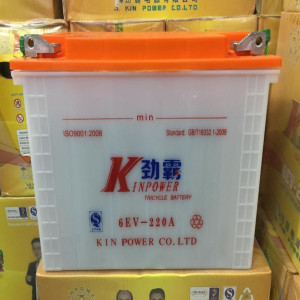 KIN POWER CO.LTD
min
ISO9001:2008
Standard: GB/T18332.1-2009
K劲霸
KINPOWER
TRICYCLE BATTERY
6EV-220A
KIN POWER CO.LTD